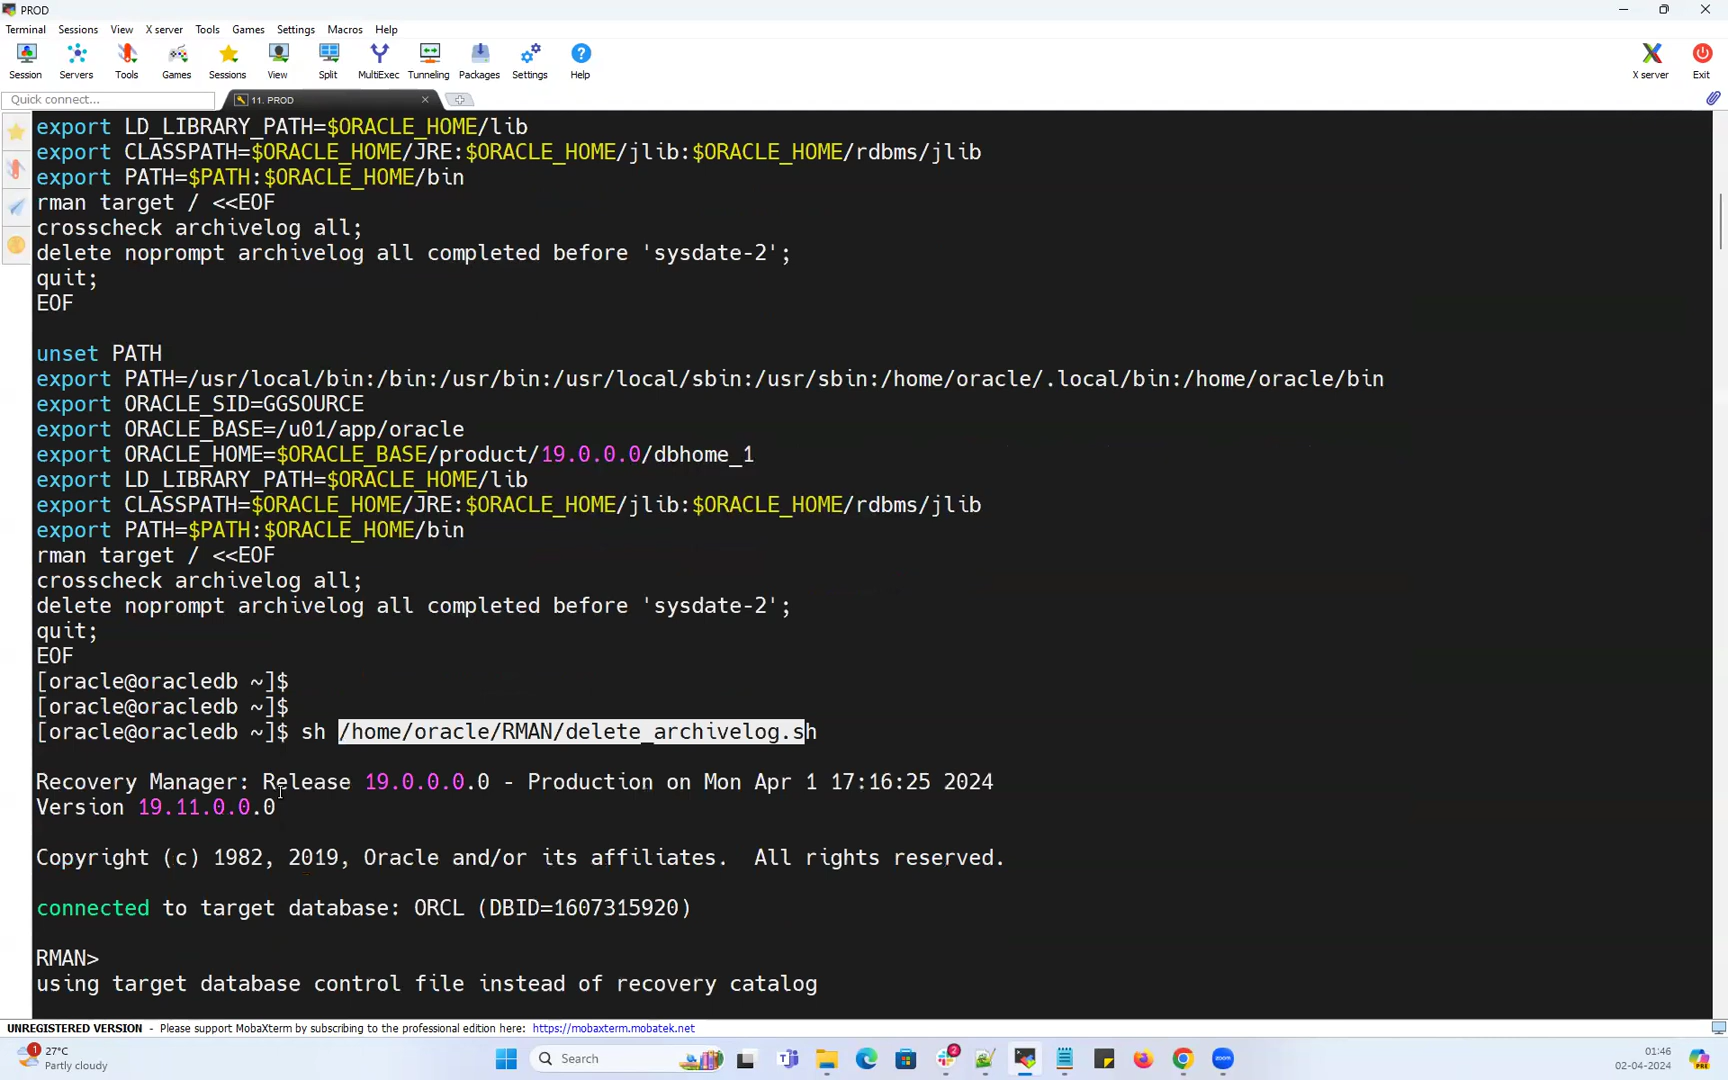 PROD
Terminal Sessions View X server Tools Games Settings Macros Help
Session Servers Tools Games Sessions View Split MultiExec Tunneling Packages Settings Help X server Exit
Quick connect... 11. PROD
export LD_LIBRARY_PATH=$ORACLE_HOME/lib
export CLASSPATH=$ORACLE_HOME/JRE:$ORACLE_HOME/jlib:$ORACLE_HOME/rdbms/jlib
export PATH=$PATH:$ORACLE_HOME/bin
rman target / <<EOF
crosscheck archivelog all;
delete noprompt archivelog all completed before 'sysdate-2';
quit;
EOF
unset PATH
export PATH=/usr/local/bin:/bin:/usr/bin:/usr/local/sbin:/usr/sbin:/home/oracle/.local/bin:/home/oracle/bin
export ORACLE_SID=GGSOURCE
export ORACLE_BASE=/u01/app/oracle
export ORACLE_HOME=$ORACLE_BASE/product/19.0.0.0/dbhome_1
export LD_LIBRARY_PATH=$ORACLE_HOME/lib
export CLASSPATH=$ORACLE_HOME/JRE:$ORACLE_HOME/jlib:$ORACLE_HOME/rdbms/jlib
export PATH=$PATH:$ORACLE_HOME/bin
rman target / <<EOF
crosscheck archivelog all;
delete noprompt archivelog all completed before 'sysdate-2';
quit;
EOF
[oracle@oracledb ~]$
[oracle@oracledb ~]$
[oracle@oracledb ~]$ sh /home/oracle/RMAN/delete_archivelog.sh
Recovery Manager: Release 19.0.0.0.0 - Production on Mon Apr 1 17:16:25 2024
Version 19.11.0.0.0
Copyright (c) 1982, 2019, Oracle and/or its affiliates.  All rights reserved.
connected to target database: ORCL (DBID=1607315920)
RMAN>
using target database control file instead of recovery catalog
UNREGISTERED VERSION - Please support MobaXterm by subscribing to the professional edition here: https://mobaxterm.mobatek.net
1 27°C
Partly cloudy
Search
2
01:46
02-04-2024
PRE